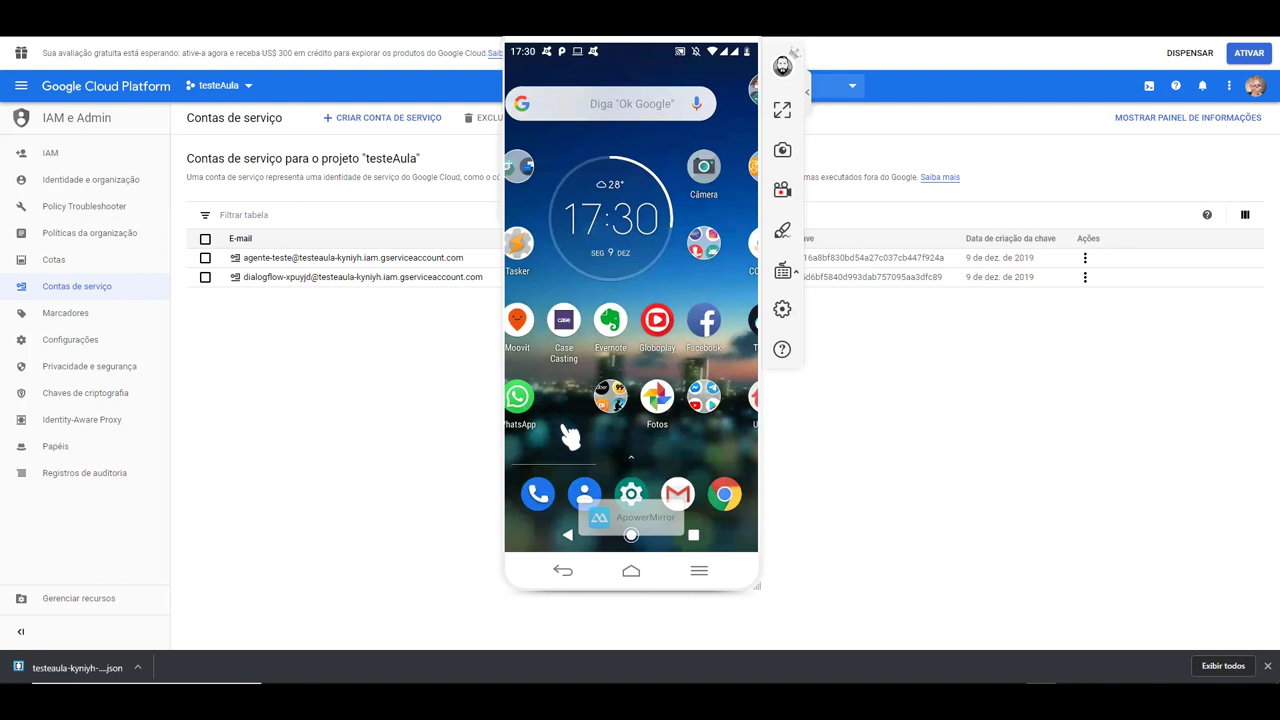 Sua avaliação gratuita está esperando: ative-a agora e receba US$ 300 em crédito para explorar os produtos do Google Cloud.
DISPENSAR
ATIVAR
Google Cloud Platform
testeAula
IAM e Admin
Contas de serviço
CRIAR CONTA DE SERVIÇO
MOSTRAR PAINEL DE INFORMAÇÕES
IAM
Identidade e organização
Policy Troubleshooter
Políticas da organização
Cotas
Contas de serviço
Marcadores
Configurações
Privacidade e segurança
Chaves de criptografia
Identity-Aware Proxy
Papéis
Registros de auditoria
Gerenciar recursos
Contas de serviço para o projeto "testeAula"
Uma conta de serviço representa uma identidade de serviço do Google Cloud, como o
executados fora do Google. Saiba mais
Filtrar tabela
E-mail
Data de criação da chave
Ações
agente-teste@testeaula-kyniyh.iam.gserviceaccount.com
9 de dez. de 2019
dialogflow-xpuyjd@testeaula-kyniyh.iam.gserviceaccount.com
9 de dez. de 2019
17:30
Diga "Ok Google"
28°
17:30
SEG 9 DEZ
Câmera
Tasker
Moovit
Case Casting
Evernote
Globoplay
Facebook
Fotos
ApowerMirror
testeaula-kyniyh-....json
Exibir todos